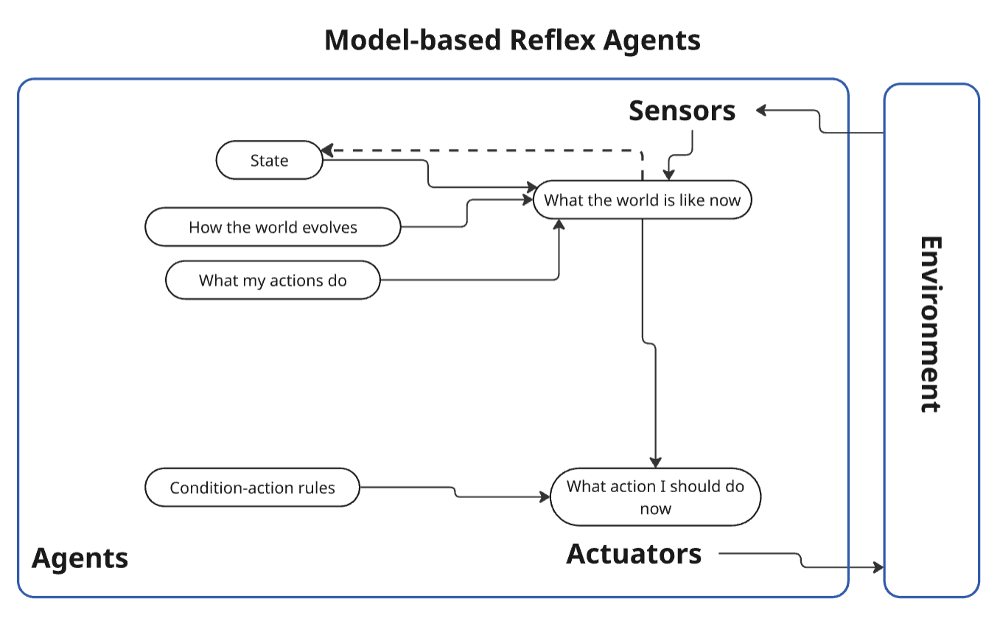 Model-based Reflex Agents
Sensors
State
What the world is like now
How the world evolves
What my actions do
Environment
Condition-action rules
What action I should do
now
Agents
Actuators